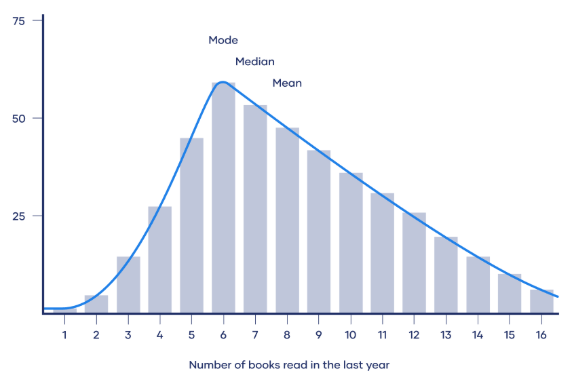 75
Mode
Median
Mean
50
25
1 2 3 4 5 6 7 8 9 10 11 12 13 14 15 16
Number of books read in the last year